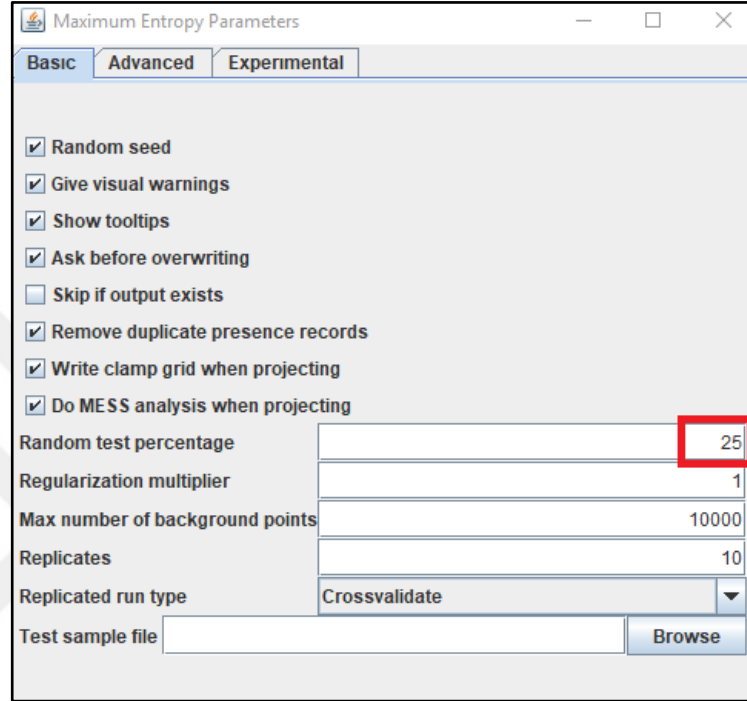 Maximum Entropy Parameters
Basic Advanced Experimental
Random seed
Give visual warnings
Show tooltips
Ask before overwriting
Skip if output exists
Remove duplicate presence records
Write clamp grid when projecting
Do MESS analysis when projecting
Random test percentage 25
Regularization multiplier 1
Max number of background points 10000
Replicates 10
Replicated run type Crossvalidate
Test sample file Browse